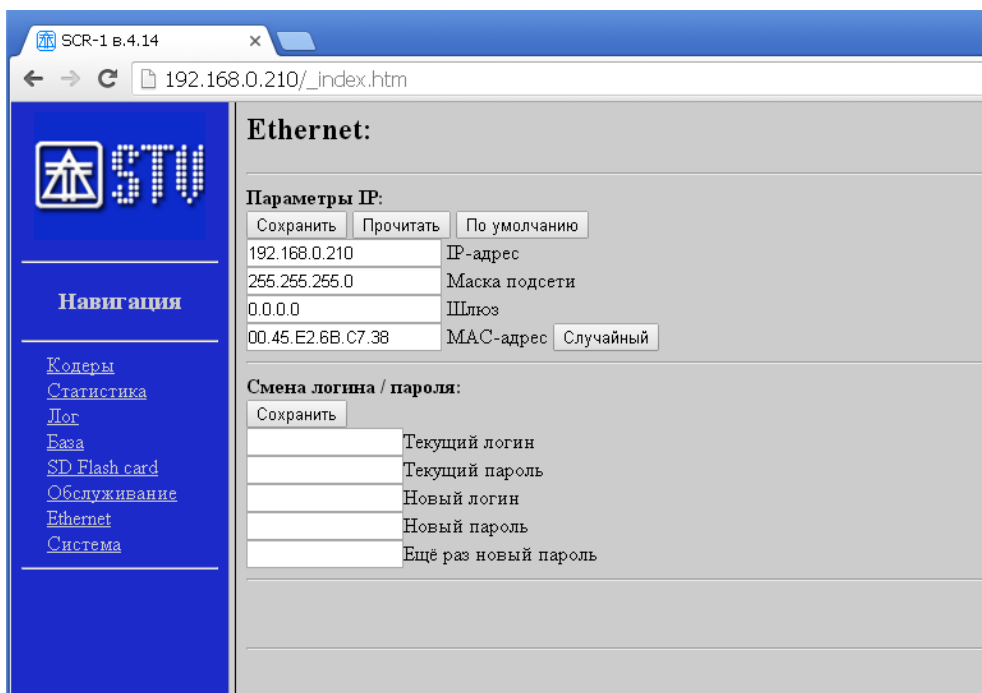 SCR-1 в.4.14
192.168.0.210/_index.htm
STV
Навигация
Кодеры
Статистика
Лог
База
SD Flash card
Обслуживание
Ethernet
Система
Ethernet:
Параметры IP:
Сохранить Прочитать По умолчанию
192.168.0.210 IP-адрес
255.255.255.0 Маска подсети
0.0.0.0 Шлюз
00.45.E2.6B.C7.38 MAC-адрес Случайный
Смена логина / пароля:
Сохранить
Текущий логин
Текущий пароль
Новый логин
Новый пароль
Ещё раз новый пароль